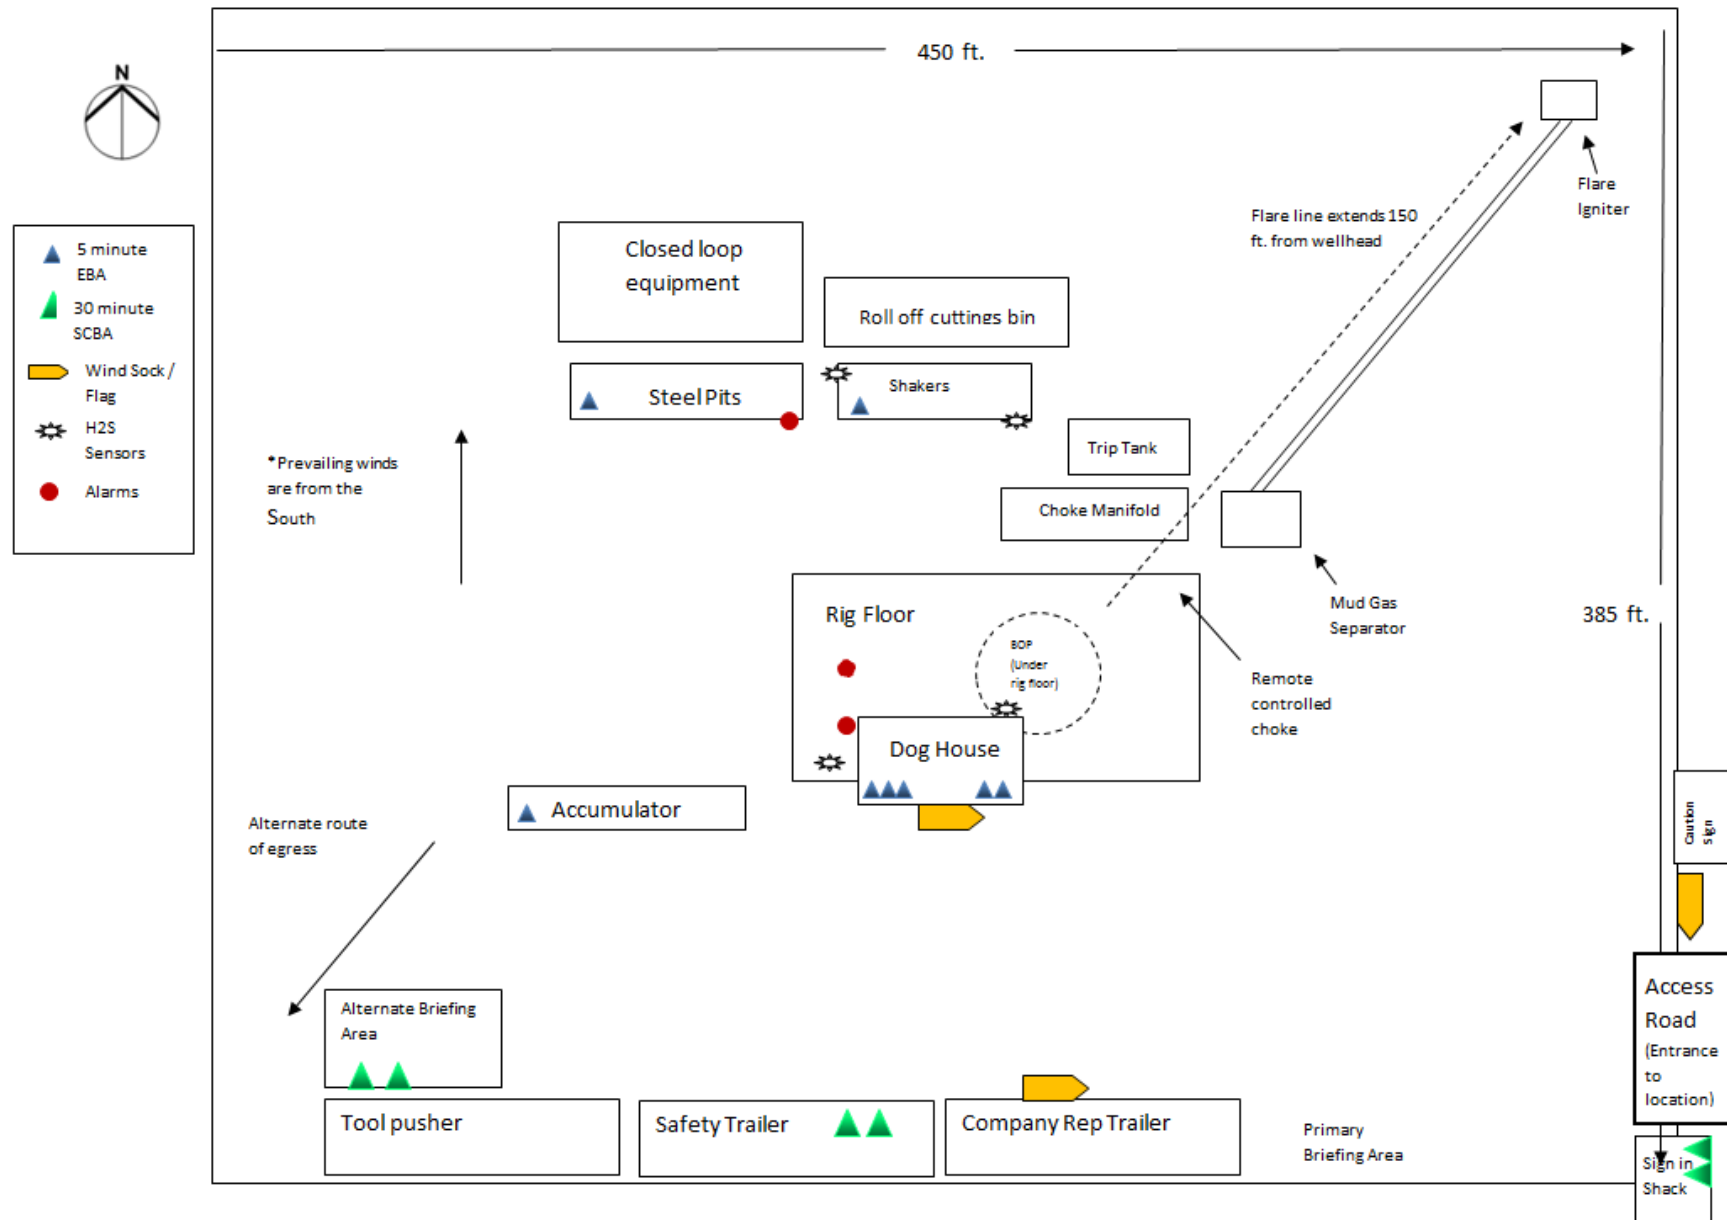 450 ft.
N
Flare
Igniter
Flare line extends 150
ft. from wellhead
5 minute
EBA
30 minute
SCBA
Wind Sock /
Flag
H2S
Sensors
Alarms
Closed loop
equipment
Roll off cuttings bin
Steel Pits
Shakers
Trip Tank
Choke Manifold
*Prevailing winds
are from the
South
Mud Gas
Separator
385 ft.
Rig Floor
BOP
(Under
rig floor)
Remote
controlled
choke
Dog House
Accumulator
Alternate route
of egress
Caution
Sign
Access
Road
(Entrance
to
location)
Alternate Briefing
Area
Tool pusher
Safety Trailer
Company Rep Trailer
Primary
Briefing Area
Sign in
Shack